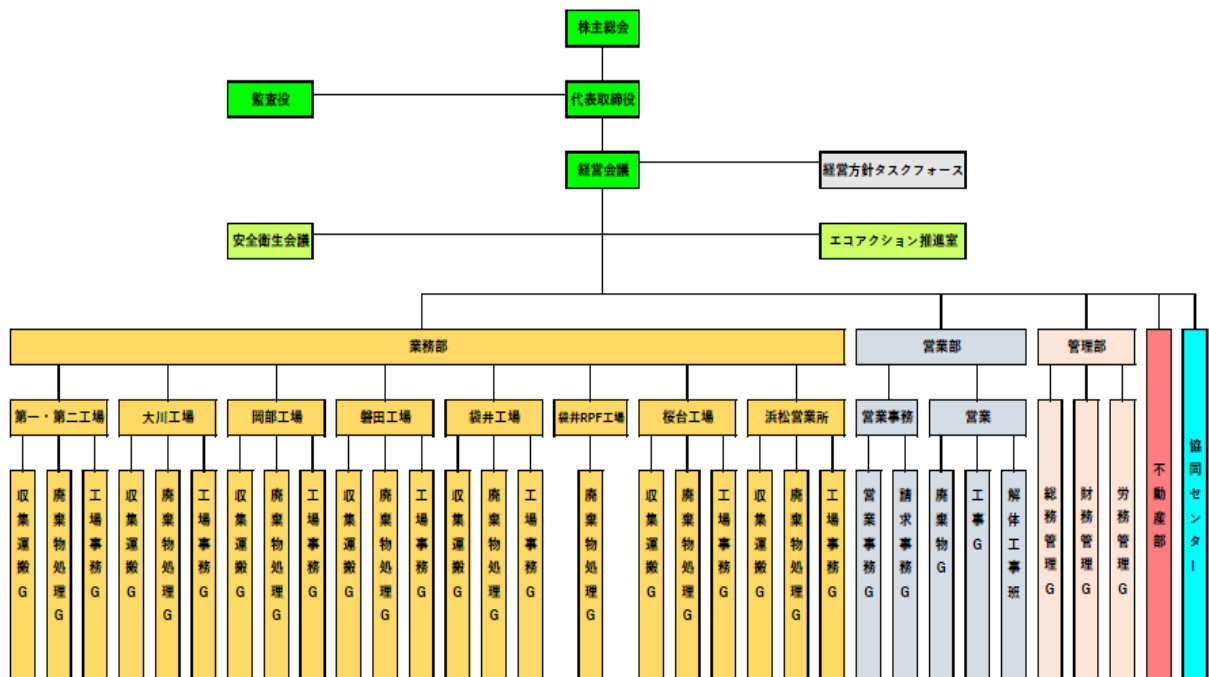 株主総会
監査役
代表取締役
経営会議
経営方針タスクフォース
安全衛生会議
エコアクション推進室
業務部
営業部
管理部
不動産部
協同センター
第一・第二工場
大川工場
岡部工場
磐田工場
袋井工場
袋井RPF工場
桜台工場
浜松営業所
営業事務
営業
収集運搬G
廃棄物処理G
工場事務G
収集運搬G
廃棄物処理G
工場事務G
収集運搬G
廃棄物処理G
工場事務G
収集運搬G
廃棄物処理G
工場事務G
収集運搬G
廃棄物処理G
工場事務G
廃棄物処理G
収集運搬G
廃棄物処理G
工場事務G
収集運搬G
廃棄物処理G
工場事務G
営業事務G
請求事務G
廃棄物G
工事G
解体工事班
総務管理G
財務管理G
労務管理G